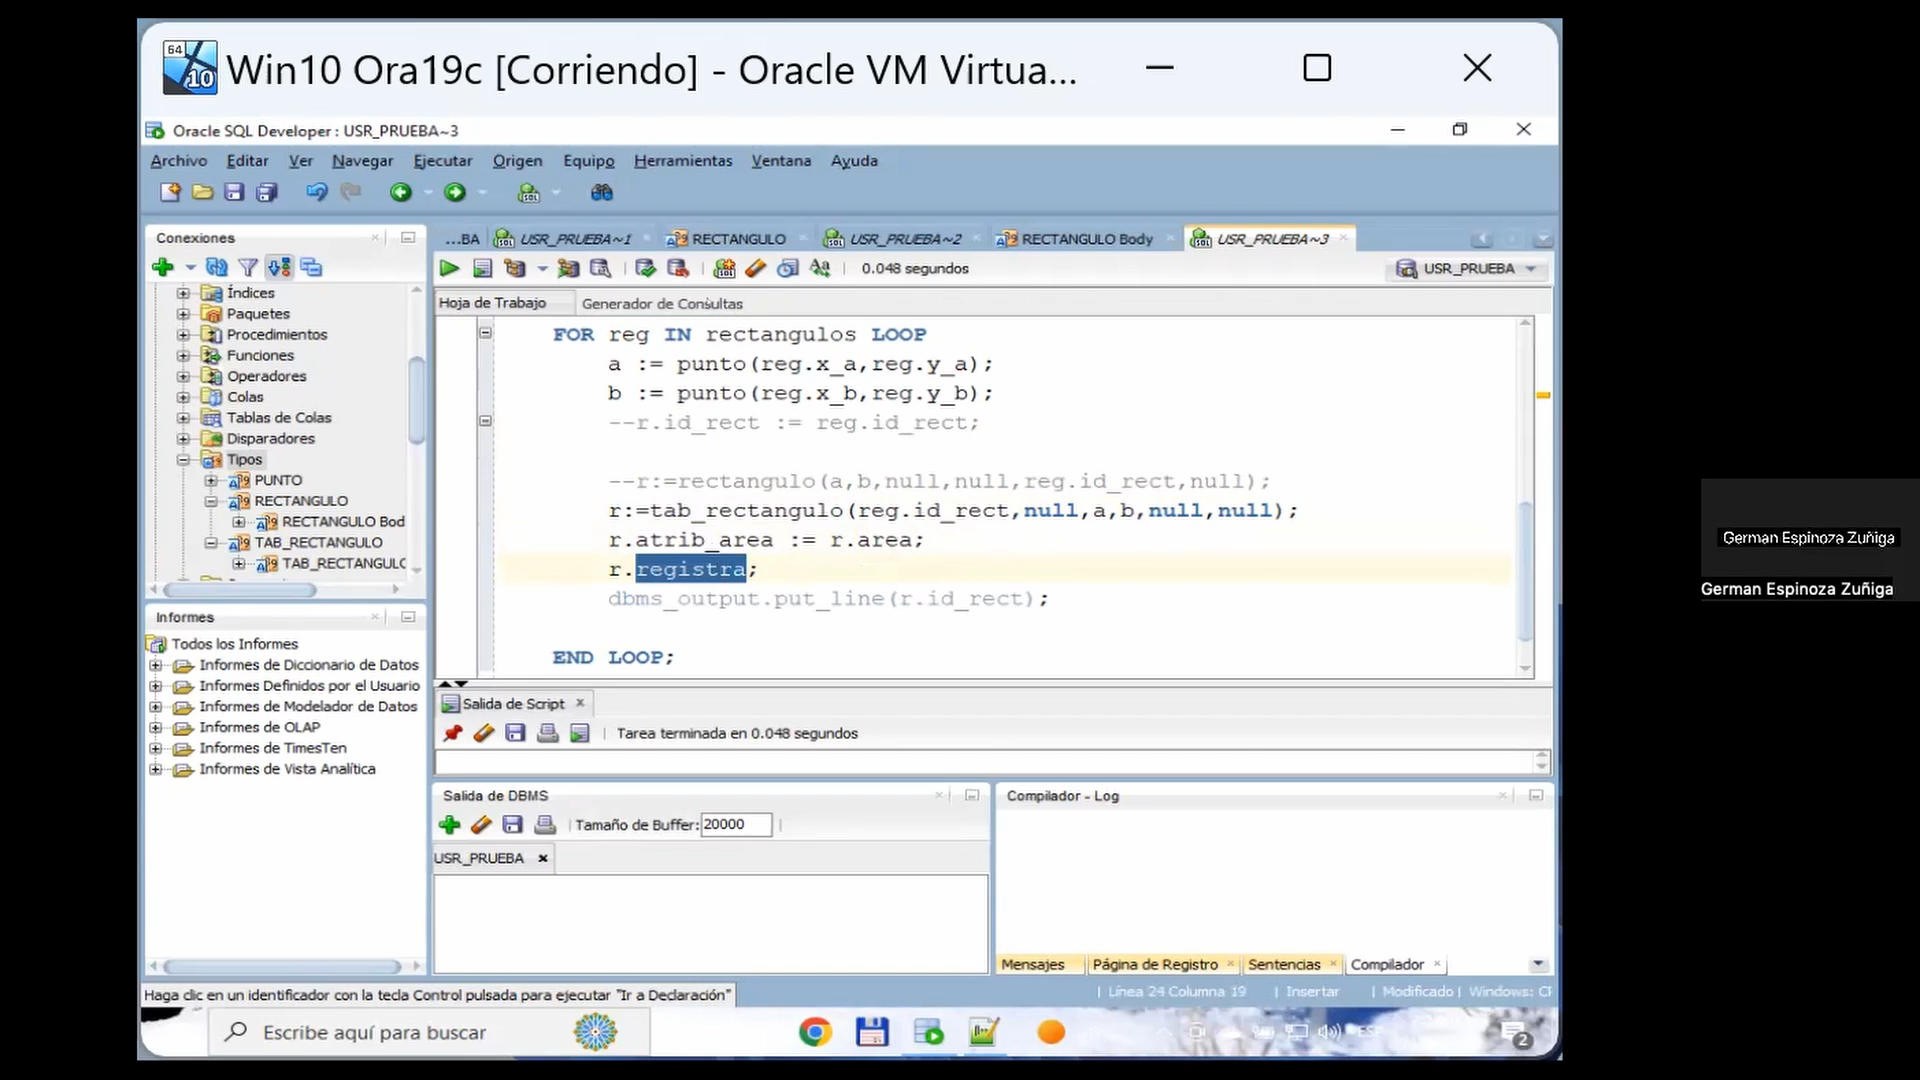 64
10
Win10 Ora19c [Corriendo] - Oracle VM Virtua...
Oracle SQL Developer : USR_PRUEBA~3
Archivo Editar Ver Navegar Ejecutar Origen Equipo Herramientas Ventana Ayuda
Conexiones
...BA USR_PRUEBA~1 RECTANGULO USR_PRUEBA~2 RECTANGULO Body USR_PRUEBA~3
0.048 segundos
USR_PRUEBA
Hoja de Trabajo Generador de Consultas
Índices
Paquetes
Procedimientos
Funciones
Operadores
Colas
Tablas de Colas
Disparadores
Tipos
PUNTO
RECTANGULO
RECTANGULO Bod
TAB_RECTANGULO
TAB_RECTANGULO
FOR reg IN rectangulos LOOP
a := punto(reg.x_a,reg.y_a);
b := punto(reg.x_b,reg.y_b);
--r.id_rect := reg.id_rect;
--r:=rectangulo(a,b,null,null,reg.id_rect,null);
r:=tab_rectangulo(reg.id_rect,null,a,b,null,null);
r.atrib_area := r.area;
r.registra;
dbms_output.put_line(r.id_rect);
END LOOP;
Informes
Todos los Informes
Informes de Diccionario de Datos
Informes Definidos por el Usuario
Informes de Modelador de Datos
Informes de OLAP
Informes de TimesTen
Informes de Vista Analítica
Salida de Script
Tarea terminada en 0.048 segundos
Salida de DBMS
Tamaño de Buffer: 20000
USR_PRUEBA
Compilador - Log
Mensajes Página de Registro Sentencias Compilador
Haga clic en un identificador con la tecla Control pulsada para ejecutar "Ir a Declaración"
Línea 24 Columna 19 Insertar Modificado Windows: CR
Escribe aquí para buscar
ESP
2
German Espinoza Zuñiga
German Espinoza Zuñiga